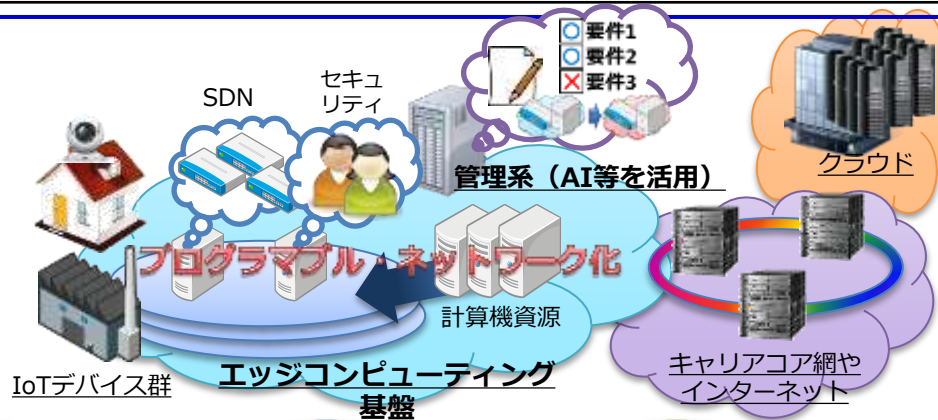 要件1
要件2
要件3
SDN
セキュ
リティ
クラウド
管理系（AI等を活用）
プログラマブル・ネットワーク化
計算機資源
IoTデバイス群
エッジコンピューティング
基盤
キャリアコア網や
インターネット